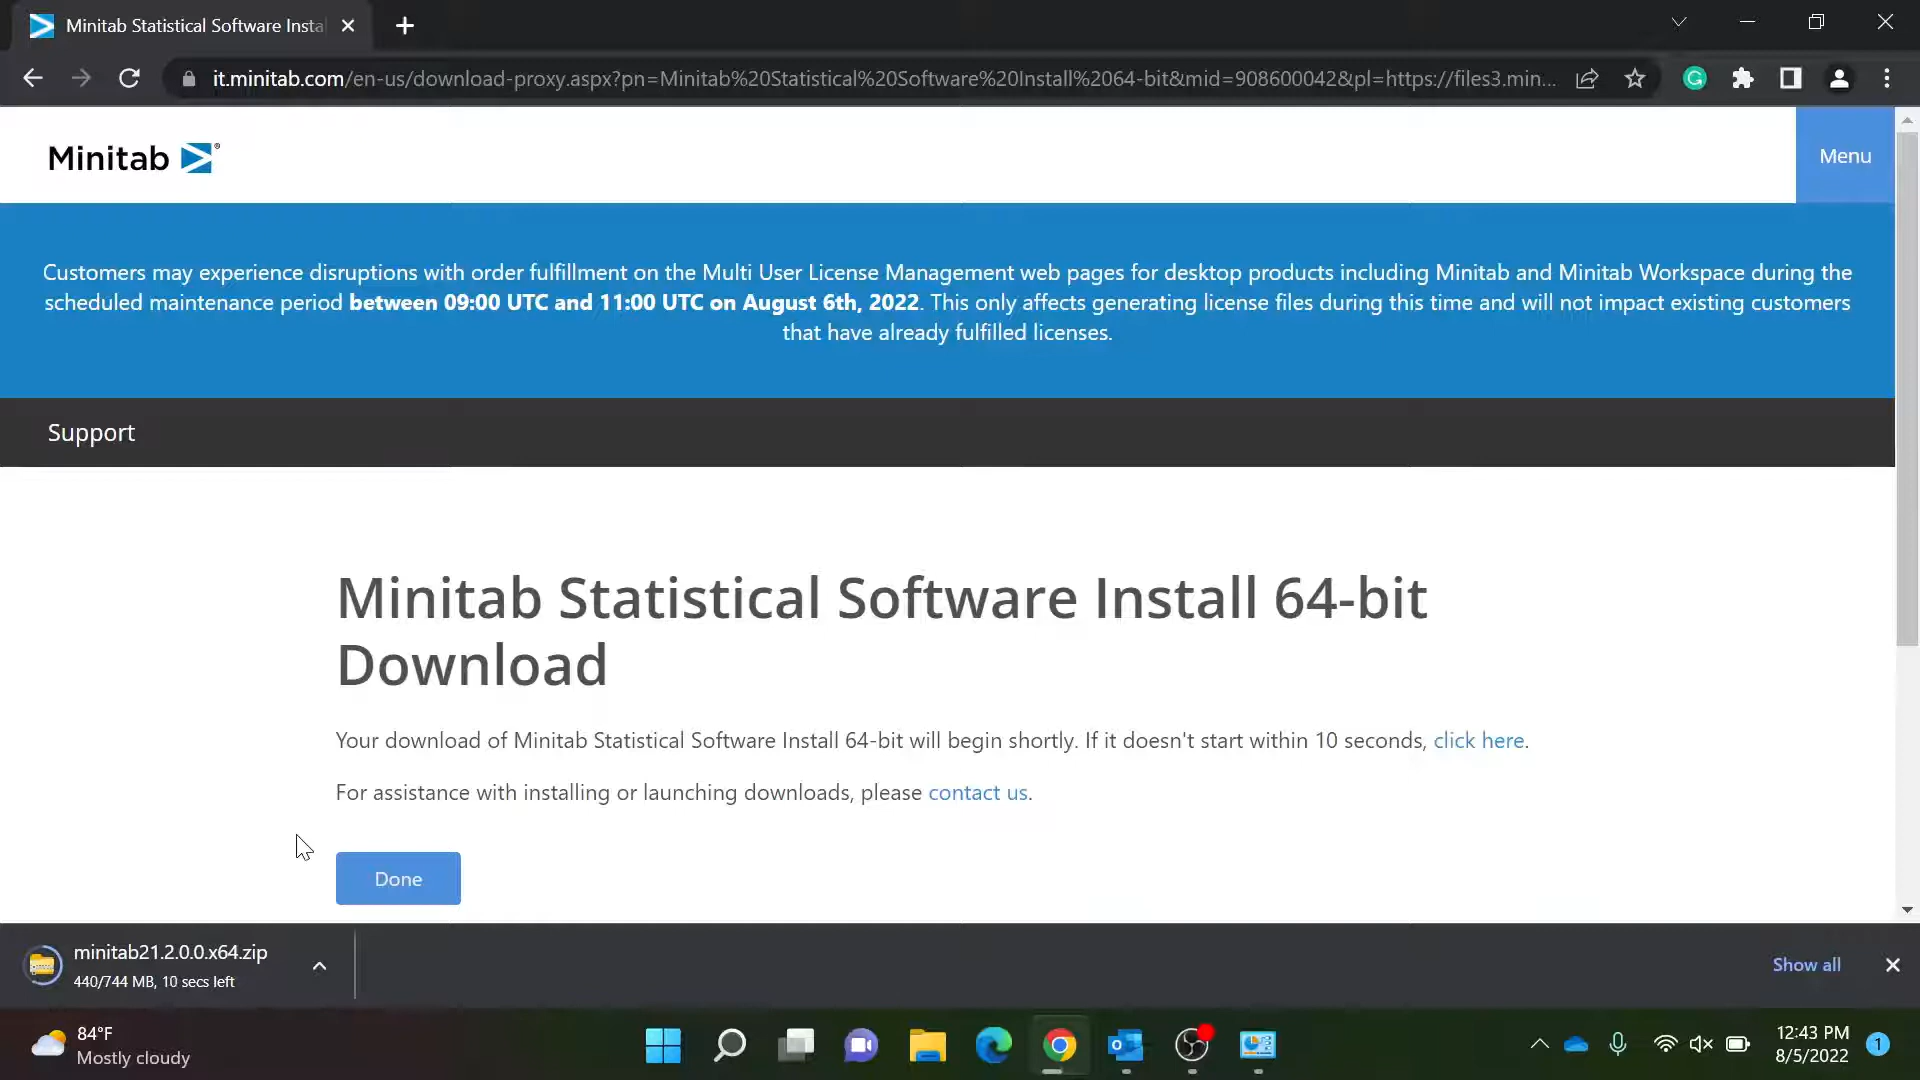 Minitab Statistical Software Insta
it.minitab.com/en-us/download-proxy.aspx?pn=Minitab%20Statistical%20Software%20Install%2064-bit&mid=908600042&pl=https://files3.min...
Minitab
Menu
Customers may experience disruptions with order fulfillment on the Multi User License Management web pages for desktop products including Minitab and Minitab Workspace during the
scheduled maintenance period between 09:00 UTC and 11:00 UTC on August 6th, 2022. This only affects generating license files during this time and will not impact existing customers
that have already fulfilled licenses.
Support
Minitab Statistical Software Install 64-bit
Download
Your download of Minitab Statistical Software Install 64-bit will begin shortly. If it doesn't start within 10 seconds, click here.
For assistance with installing or launching downloads, please contact us.
Done
minitab21.2.0.0.x64.zip
440/744 MB, 10 secs left
Show all
84°F
Mostly cloudy
12:43 PM
8/5/2022
1